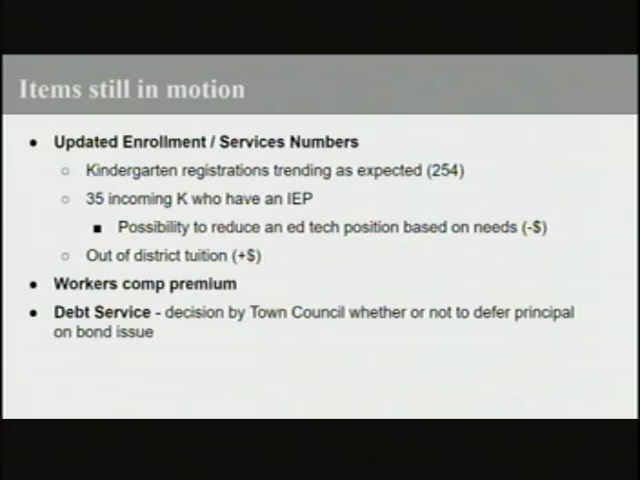 Items still in motion
● Updated Enrollment / Services Numbers
○ Kindergarten registrations trending as expected (254)
○ 35 incoming K who have an IEP
■ Possibility to reduce an ed tech position based on needs (-$)
○ Out of district tuition (+$)
● Workers comp premium
● Debt Service - decision by Town Council whether or not to defer principal
on bond issue